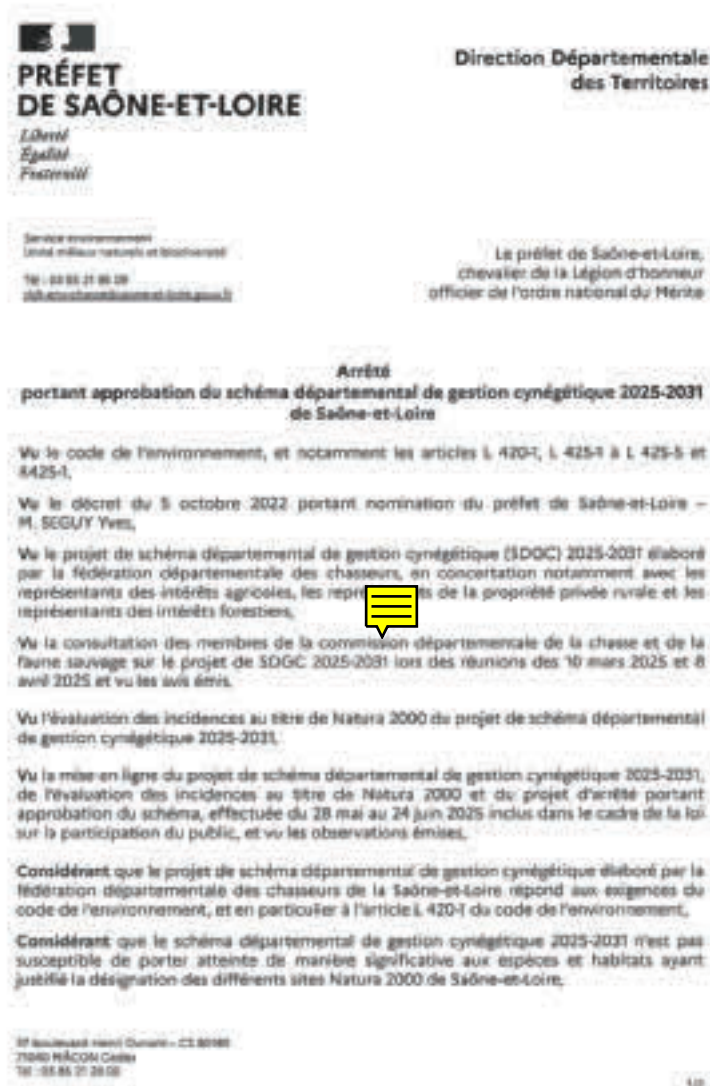 PRÉFET
DE SAÔNE-ET-LOIRE
Liberté
Égalité
Fraternité
Direction Départementale
des Territoires
Service environnement
Unité milieux naturels et biodiversité
Le préfet de Saône-et-Loire,
chevalier de la Légion d'honneur
officier de l'ordre national du Mérite
Arrêté
portant approbation du schéma départemental de gestion cynégétique 2025-2031
de Saône-et-Loire
Vu le code de l'environnement, et notamment les articles L 420-1, L 425-1 à L 425-5 et
R425-1,
Vu le décret du 5 octobre 2022 portant nomination du préfet de Saône-et-Loire –
M. SEGUY Yves,
Vu le projet de schéma départemental de gestion cynégétique (SDGC) 2025-2031 élaboré
par la fédération départementale des chasseurs, en concertation notamment avec les
représentants des intérêts agricoles, les de la propriété privée rurale et les
représentants des intérêts forestiers,
Vu la consultation des membres de la commission départementale de la chasse et de la
faune sauvage sur le projet de SDGC 2025-2031 lors des réunions des 10 mars 2025 et 8
avril 2025 et vu les avis émis,
Vu l'évaluation des incidences au titre de Natura 2000 du projet de schéma départemental
de gestion cynégétique 2025-2031,
Vu la mise en ligne du projet de schéma départemental de gestion cynégétique 2025-2031,
de l'évaluation des incidences au titre de Natura 2000 et du projet d'arrêté portant
approbation du schéma, effectuée du 28 mai au 24 juin 2025 inclus dans le cadre de la loi
sur la participation du public, et vu les observations émises,
Considérant que le projet de schéma départemental de gestion cynégétique élaboré par la
fédération départementale des chasseurs de la Saône-et-Loire répond aux exigences du
code de l'environnement, et en particulier à l'article L 420-1 du code de l'environnement,
Considérant que le schéma départemental de gestion cynégétique 2025-2031 n'est pas
susceptible de porter atteinte de manière significative aux espèces et habitats ayant
justifié la désignation des différents sites Natura 2000 de Saône-et-Loire,
37 boulevard Henri Dunant – CS
MÂCON Cedex